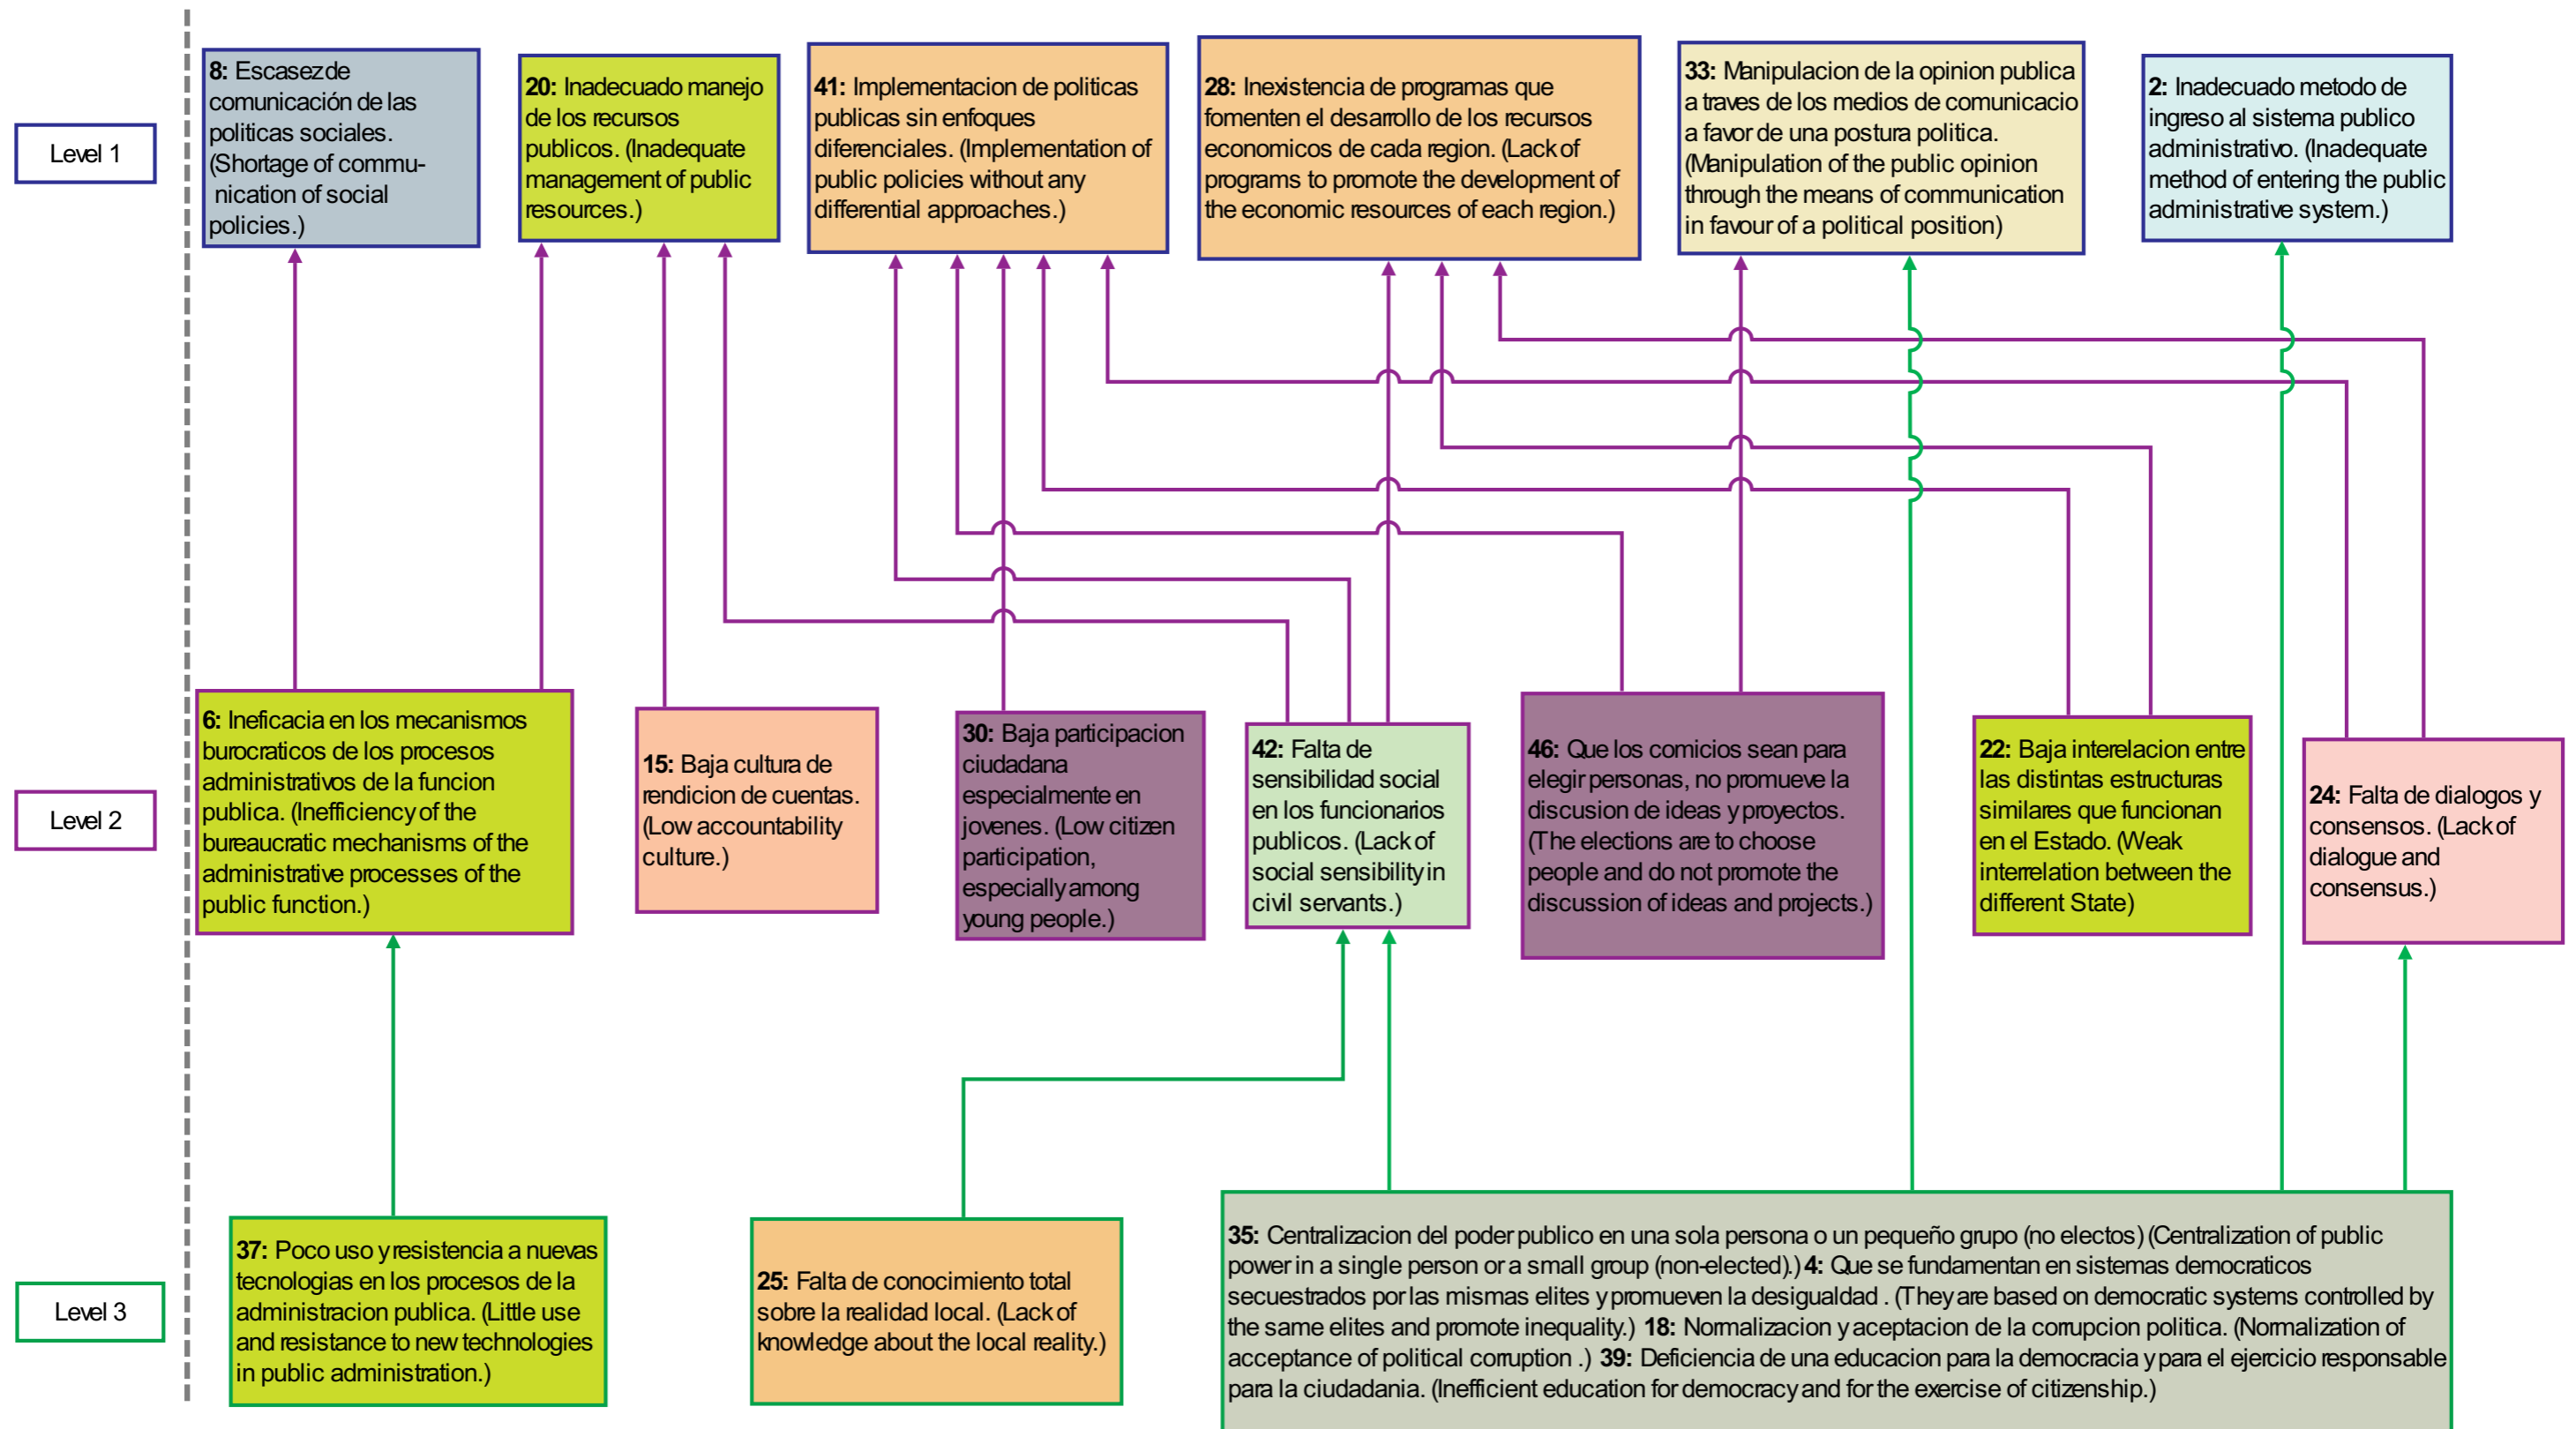 Level 1
8: Escasez de
comunicación de las
politicas sociales.
(Shortage of commu-
nication of social
policies.)
20: Inadecuado manejo
de los recursos
publicos. (Inadequate
management of public
resources.)
41: Implementacion de politicas
publicas sin enfoques
diferenciales. (Implementation of
public policies without any
differential approaches.)
28: Inexistencia de programas que
fomenten el desarrollo de los recursos
economicos de cada region. (Lack of
programs to promote the development of
the economic resources of each region.)
33: Manipulacion de la opinion publica
a traves de los medios de comunicacio
a favor de una postura politica.
(Manipulation of the public opinion
through the means of communication
in favour of a political position)
2: Inadecuado metodo de
ingreso al sistema publico
administrativo. (Inadequate
method of entering the public
administrative system.)
Level 2
6: Ineficacia en los mecanismos
burocraticos de los procesos
administrativos de la funcion
publica. (Inefficiency of the
bureaucratic mechanisms of the
administrative processes of the
public function.)
15: Baja cultura de
rendicion de cuentas.
(Low accountability
culture.)
30: Baja participacion
ciudadana
especialmente en
jovenes. (Low citizen
participation,
especially among
young people.)
42: Falta de
sensibilidad social
en los funcionarios
publicos. (Lack of
social sensibility in
civil servants.)
46: Que los comicios sean para
elegir personas, no promueve la
discusion de ideas y proyectos.
(The elections are to choose
people and do not promote the
discussion of ideas and projects.)
22: Baja interelacion entre
las distintas estructuras
similares que funcionan
en el Estado. (Weak
interrelation between the
different State)
24: Falta de dialogos y
consensos. (Lack of
dialogue and
consensus.)
Level 3
37: Poco uso y resistencia a nuevas
tecnologias en los procesos de la
administracion publica. (Little use
and resistance to new technologies
in public administration.)
25: Falta de conocimiento total
sobre la realidad local. (Lack of
knowledge about the local reality.)
35: Centralizacion del poder publico en una sola persona o un pequeño grupo (no electos) (Centralization of public
power in a single person or a small group (non-elected).) 4: Que se fundamentan en sistemas democraticos
secuestrados por las mismas elites y promueven la desigualdad . (They are based on democratic systems controlled by
the same elites and promote inequality.) 18: Normalizacion y aceptacion de la corrupcion politica. (Normalization of
acceptance of political corruption .) 39: Deficiencia de una educacion para la democracia y para el ejercicio responsable
para la ciudadania. (Inefficient education for democracy and for the exercise of citizenship.)